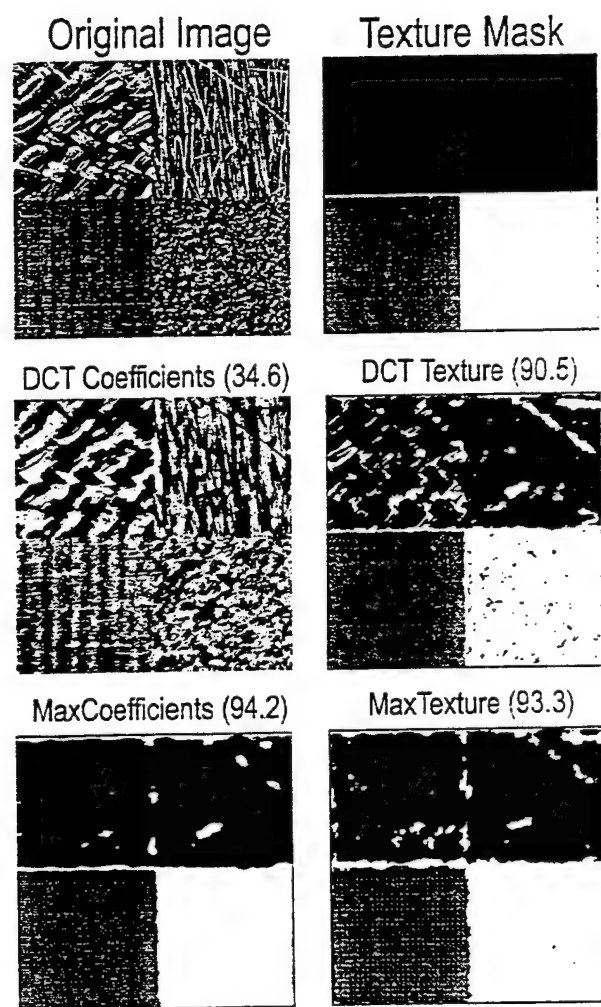 Original Image
Texture Mask
DCT Coefficients (34.6)
DCT Texture (90.5)
MaxCoefficients (94.2)
MaxTexture (93.3)